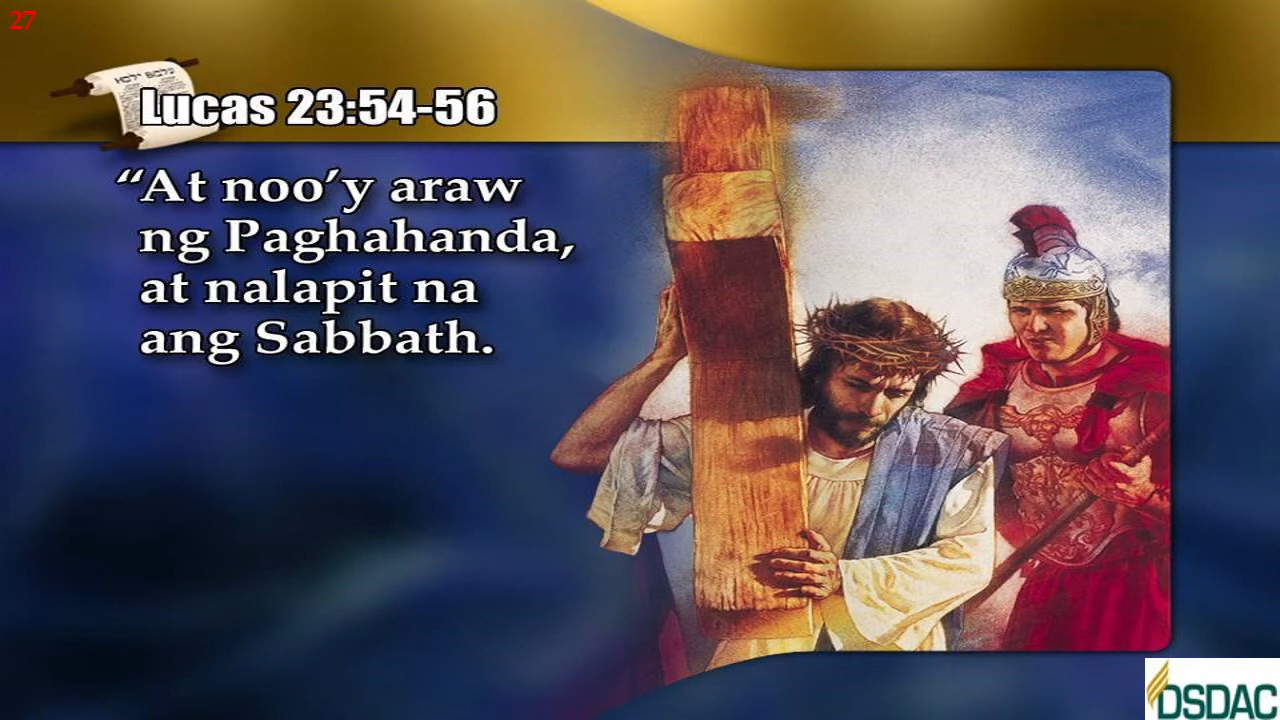 27
Lucas 23:54-56
“At noo’y araw
ng Paghahanda,
at nalapit na
ang Sabbath.
DSDAC